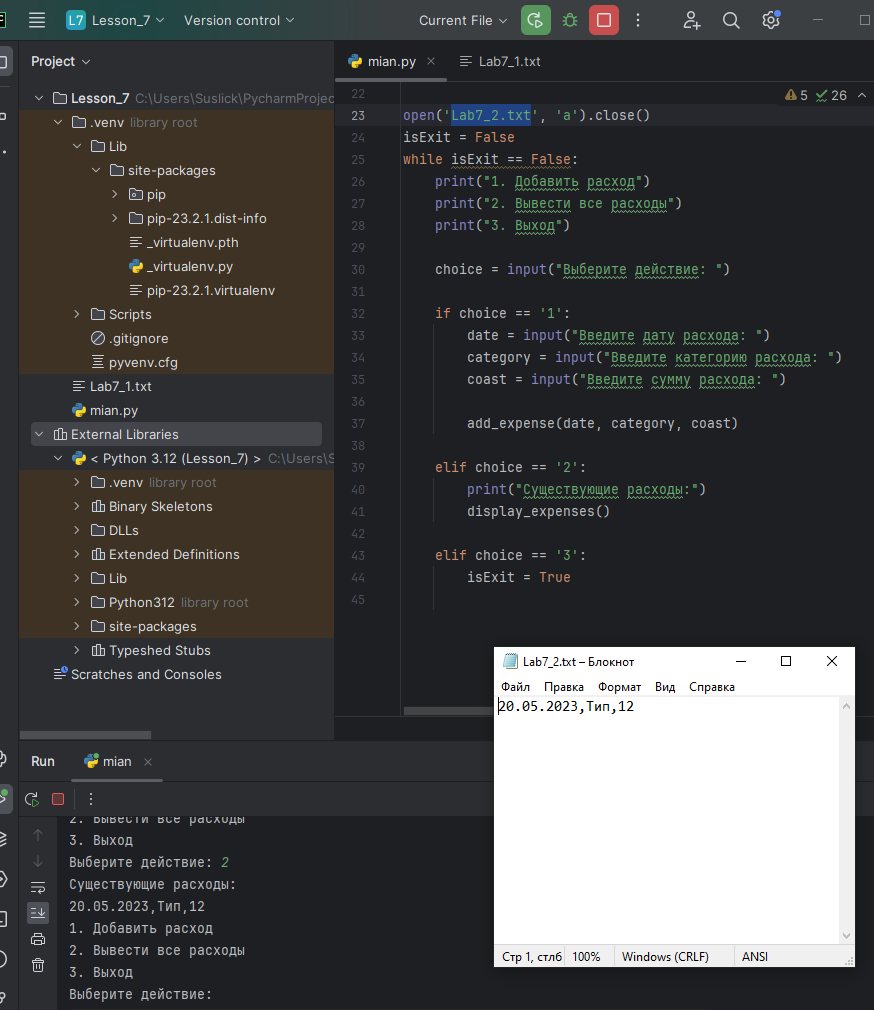 L7 Lesson_7 Version control Current File
Project
Lesson_7 C:\Users\Suslick\PycharmProjec
.venv library root
Lib
site-packages
pip
pip-23.2.1.dist-info
_virtualenv.pth
_virtualenv.py
pip-23.2.1.virtualenv
Scripts
.gitignore
pyvenv.cfg
Lab7_1.txt
mian.py
External Libraries
< Python 3.12 (Lesson_7) > C:\Users\S
.venv library root
Binary Skeletons
DLLs
Extended Definitions
Lib
Python312 library root
site-packages
Typeshed Stubs
Scratches and Consoles
mian.py Lab7_1.txt
5 26
22
23 open('Lab7_2.txt', 'a').close()
24 isExit = False
25 while isExit == False:
26 print("1. Добавить расход")
27 print("2. Вывести все расходы")
28 print("3. Выход")
29
30 choice = input("Выберите действие: ")
31
32 if choice == '1':
33 date = input("Введите дату расхода: ")
34 category = input("Введите категорию расхода: ")
35 coast = input("Введите сумму расхода: ")
36
37 add_expense(date, category, coast)
38
39 elif choice == '2':
40 print("Существующие расходы:")
41 display_expenses()
42
43 elif choice == '3':
44 isExit = True
45
Lab7_2.txt – Блокнот
Файл Правка Формат Вид Справка
20.05.2023,Тип,12
Стр 1, стлб 100% Windows (CRLF) ANSI
Run mian
2. Вывести все расходы
3. Выход
Выберите действие: 2
Существующие расходы:
20.05.2023,Тип,12
1. Добавить расход
2. Вывести все расходы
3. Выход
Выберите действие: